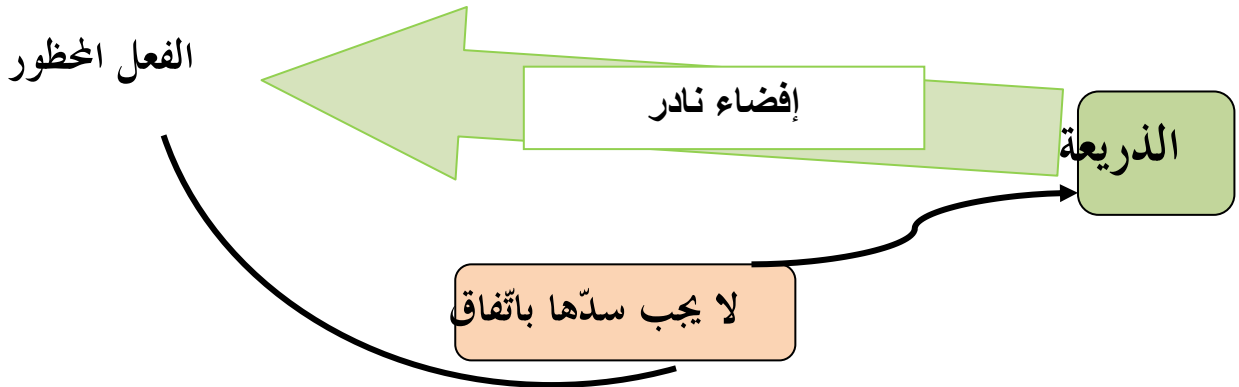 الفعل المحظور
إفضاء نادر
الذريعة
لا يجب سدّها باتّفاق